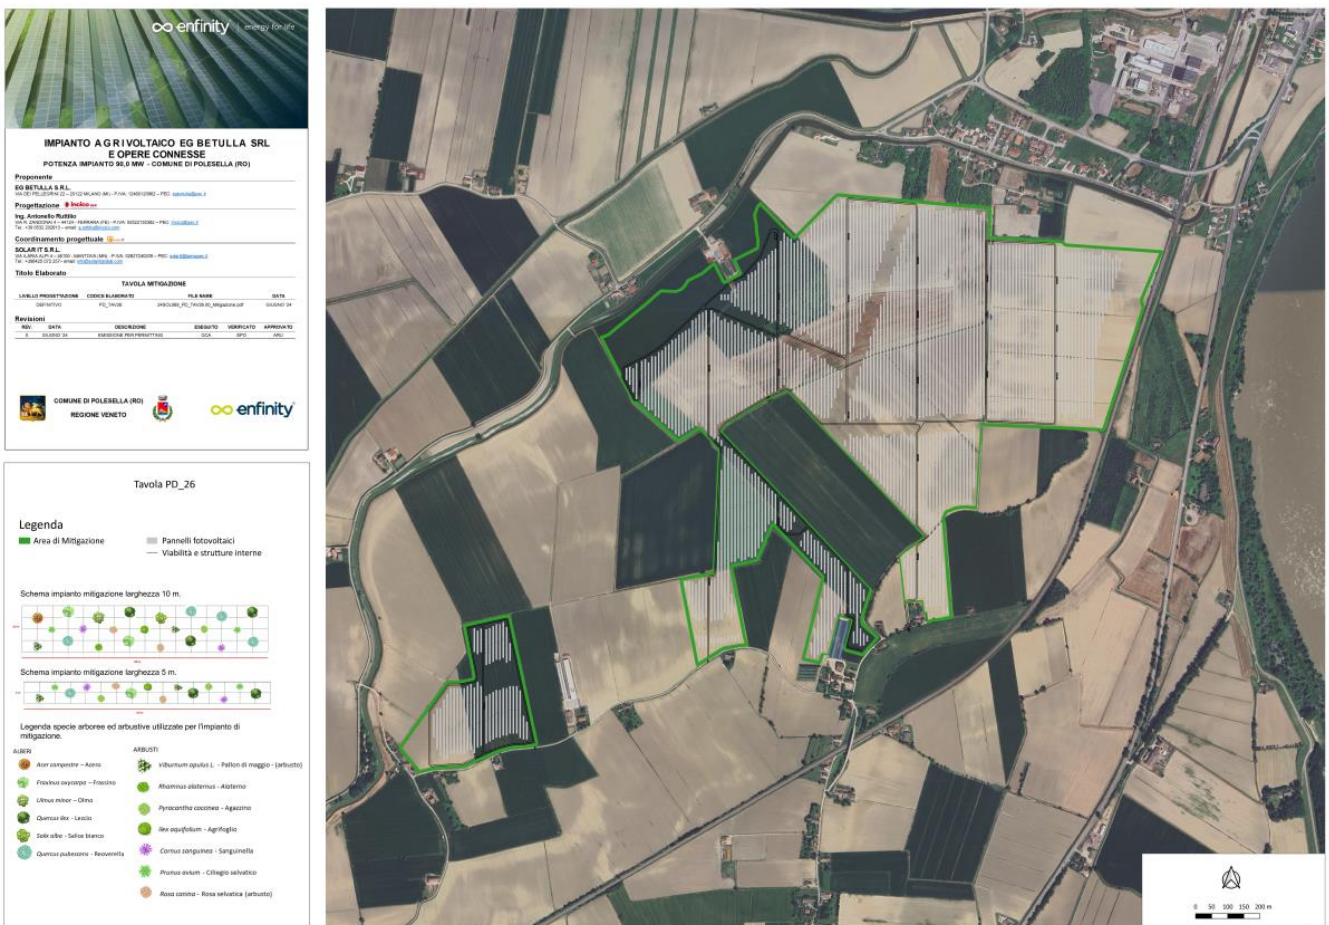 enfinity | energy for life
IMPIANTO AGRIVOLTAICO EG BETULLA SRL
E OPERE CONNESSE
POTENZA IMPIANTO 90,0 MW - COMUNE DI POLESELLA (RO)
Proponente
EG BETULLA S.R.L.
Progettazione incico
Ing. Antonello Ruttilio
Coordinamento progettuale
SOLAR IT S.R.L.
Titolo Elaborato
TAVOLA MITIGAZIONE
LIVELLO PROGETTAZIONE CODICE ELABORATO FILE NAME DATA
DEFINITIVO PD_TAV26 GIUGNO '24
Revisioni
REV. DATA DESCRIZIONE ESEGUITO VERIFICATO APPROVATO
GIUGNO '24 EMISSIONE PER PERMITTING
COMUNE DI POLESELLA (RO)
REGIONE VENETO
enfinity
Tavola PD_26
Legenda
Area di Mitigazione
Pannelli fotovoltaici
Viabilità e strutture interne
Schema impianto mitigazione larghezza 10 m.
Schema impianto mitigazione larghezza 5 m.
Legenda specie arboree ed arbustive utilizzate per l'impianto di
mitigazione.
ALBERI
Acer campestre – Acero
Fraxinus oxycarpa – Frassino
Ulmus minor – Olmo
Quercus ilex - Leccio
Salix alba - Salice bianco
Quercus pubescens - Roverella
ARBUSTI
Viburnum opulus L. - Pallon di maggio - (arbusto)
Rhamnus alaternus - Alaterno
Pyracantha coccinea - Agazzino
Ilex aquifolium - Agrifoglio
Cornus sanguinea - Sanguinella
Prunus avium - Ciliegio selvatico
Rosa canina - Rosa selvatica (arbusto)
0 50 100 150 200 m